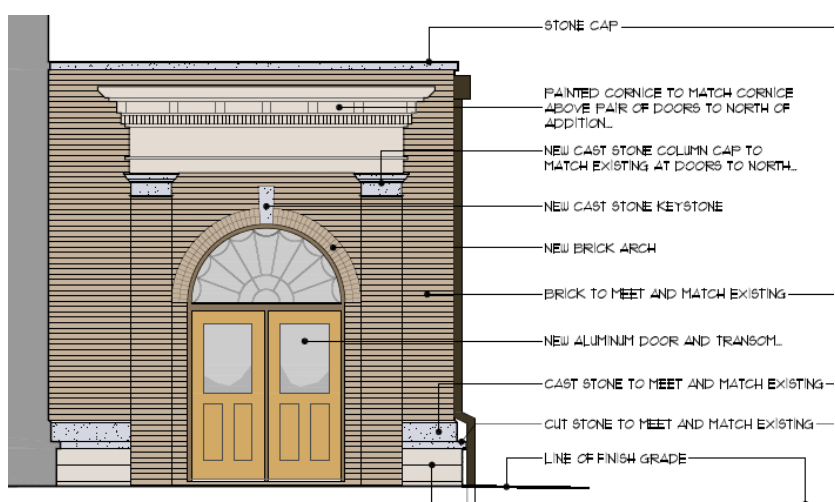 STONE CAP
PAINTED CORNICE TO MATCH CORNICE
ABOVE PAIR OF DOORS TO NORTH OF
ADDITION...
NEW CAST STONE COLUMN CAP TO
MATCH EXISTING AT DOORS TO NORTH...
NEW CAST STONE KEYSTONE
NEW BRICK ARCH
BRICK TO MEET AND MATCH EXISTING
NEW ALUMINUM DOOR AND TRANSOM...
CAST STONE TO MEET AND MATCH EXISTING
CUT STONE TO MEET AND MATCH EXISTING
LINE OF FINISH GRADE